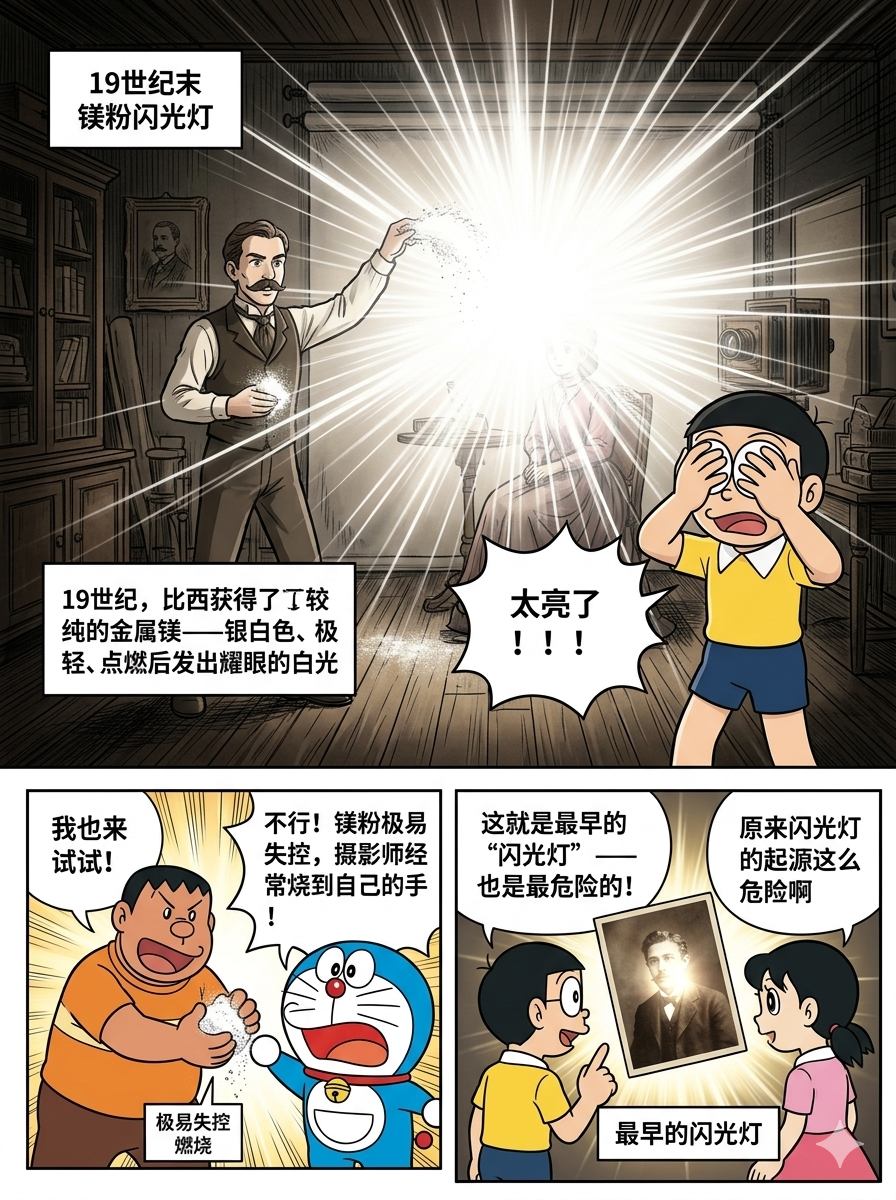 19世纪末
镁粉闪光灯
19世纪，比西获得了较
纯的金属镁——银白色、极
轻、点燃后发出耀眼的白光
太亮了
！！！
我也来
试试！
不行！镁粉极易
失控，摄影师经
常烧到自己的手
！
极易失控
燃烧
这就是最早的
“闪光灯”——
也是最危险的！
原来闪光灯
的起源这么
危险啊
最早的闪光灯